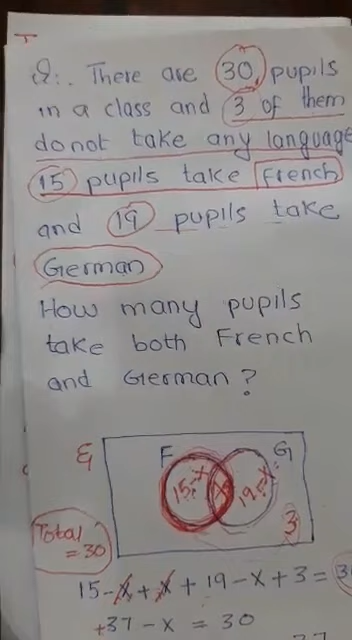 Q:. There are 30, pupils
in a class and 3 of them
do not take any language
15 pupils take French
and 19 pupils take
German
How many pupils
take both French
and German?
ξ
F
G
15-x
x
19-x
3
Total
= 30
15-x+x+19-x+3=
+37-x = 30